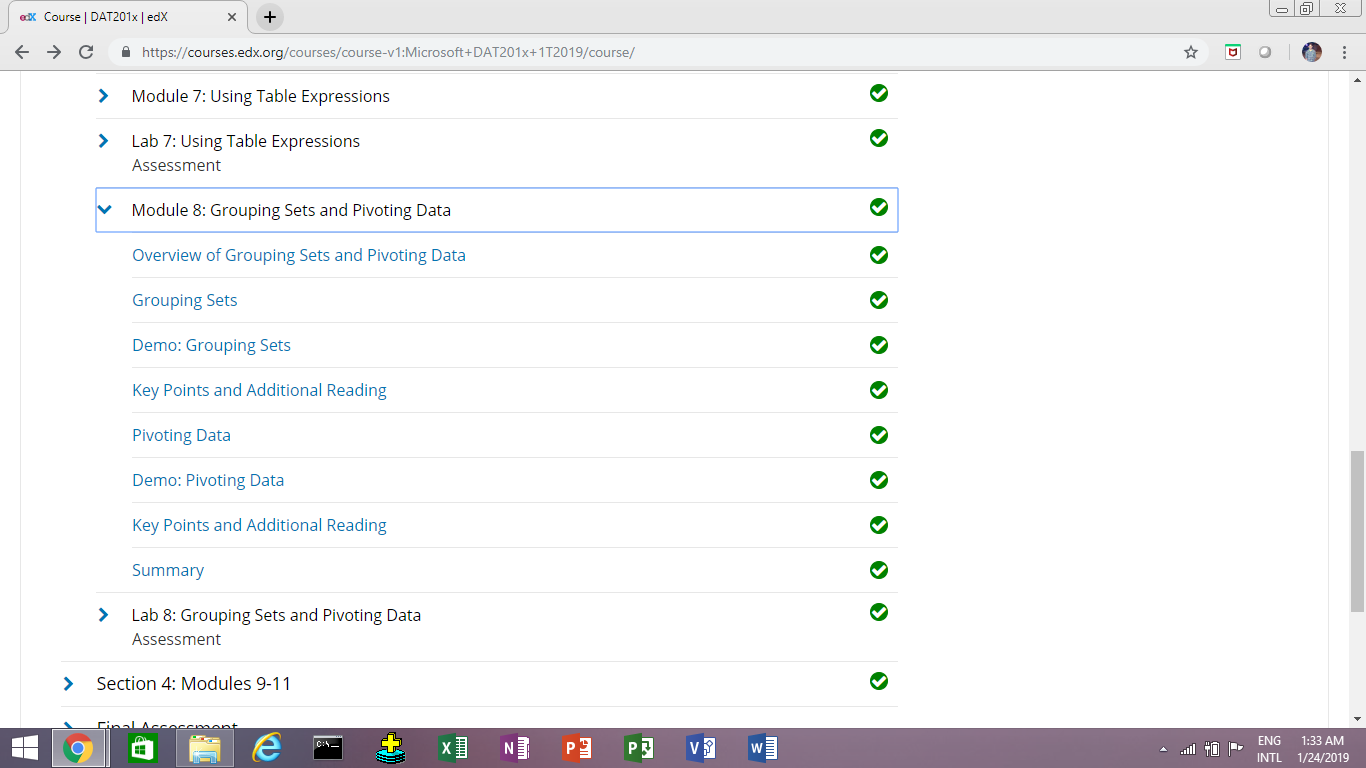 edX Course | DAT201x | edX
https://courses.edx.org/courses/course-v1:Microsoft+DAT201x+1T2019/course/
Module 7: Using Table Expressions
Lab 7: Using Table Expressions
Assessment
Module 8: Grouping Sets and Pivoting Data
Overview of Grouping Sets and Pivoting Data
Grouping Sets
Demo: Grouping Sets
Key Points and Additional Reading
Pivoting Data
Demo: Pivoting Data
Key Points and Additional Reading
Summary
Lab 8: Grouping Sets and Pivoting Data
Assessment
Section 4: Modules 9-11
Final Assessment
ENG 1:33 AM
INTL 1/24/2019